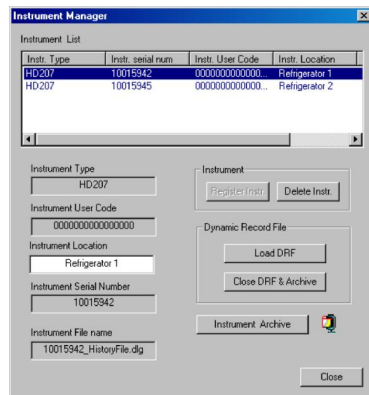 Instrument Manager
Instrument List
Instr. Type Instr. serial num Instr. User Code Instr. Location
HD207 10015942 0000000000000... Refrigerator 1
HD207 10015945 0000000000000... Refrigerator 2
Instrument Type
HD207
Instrument User Code
0000000000000000
Instrument Location
Refrigerator 1
Instrument Serial Number
10015942
Instrument File name
10015942_HistoryFile.dlg
Instrument
Register Instr. Delete Instr.
Dynamic Record File
Load DRF
Close DRF & Archive
Instrument Archive
Close